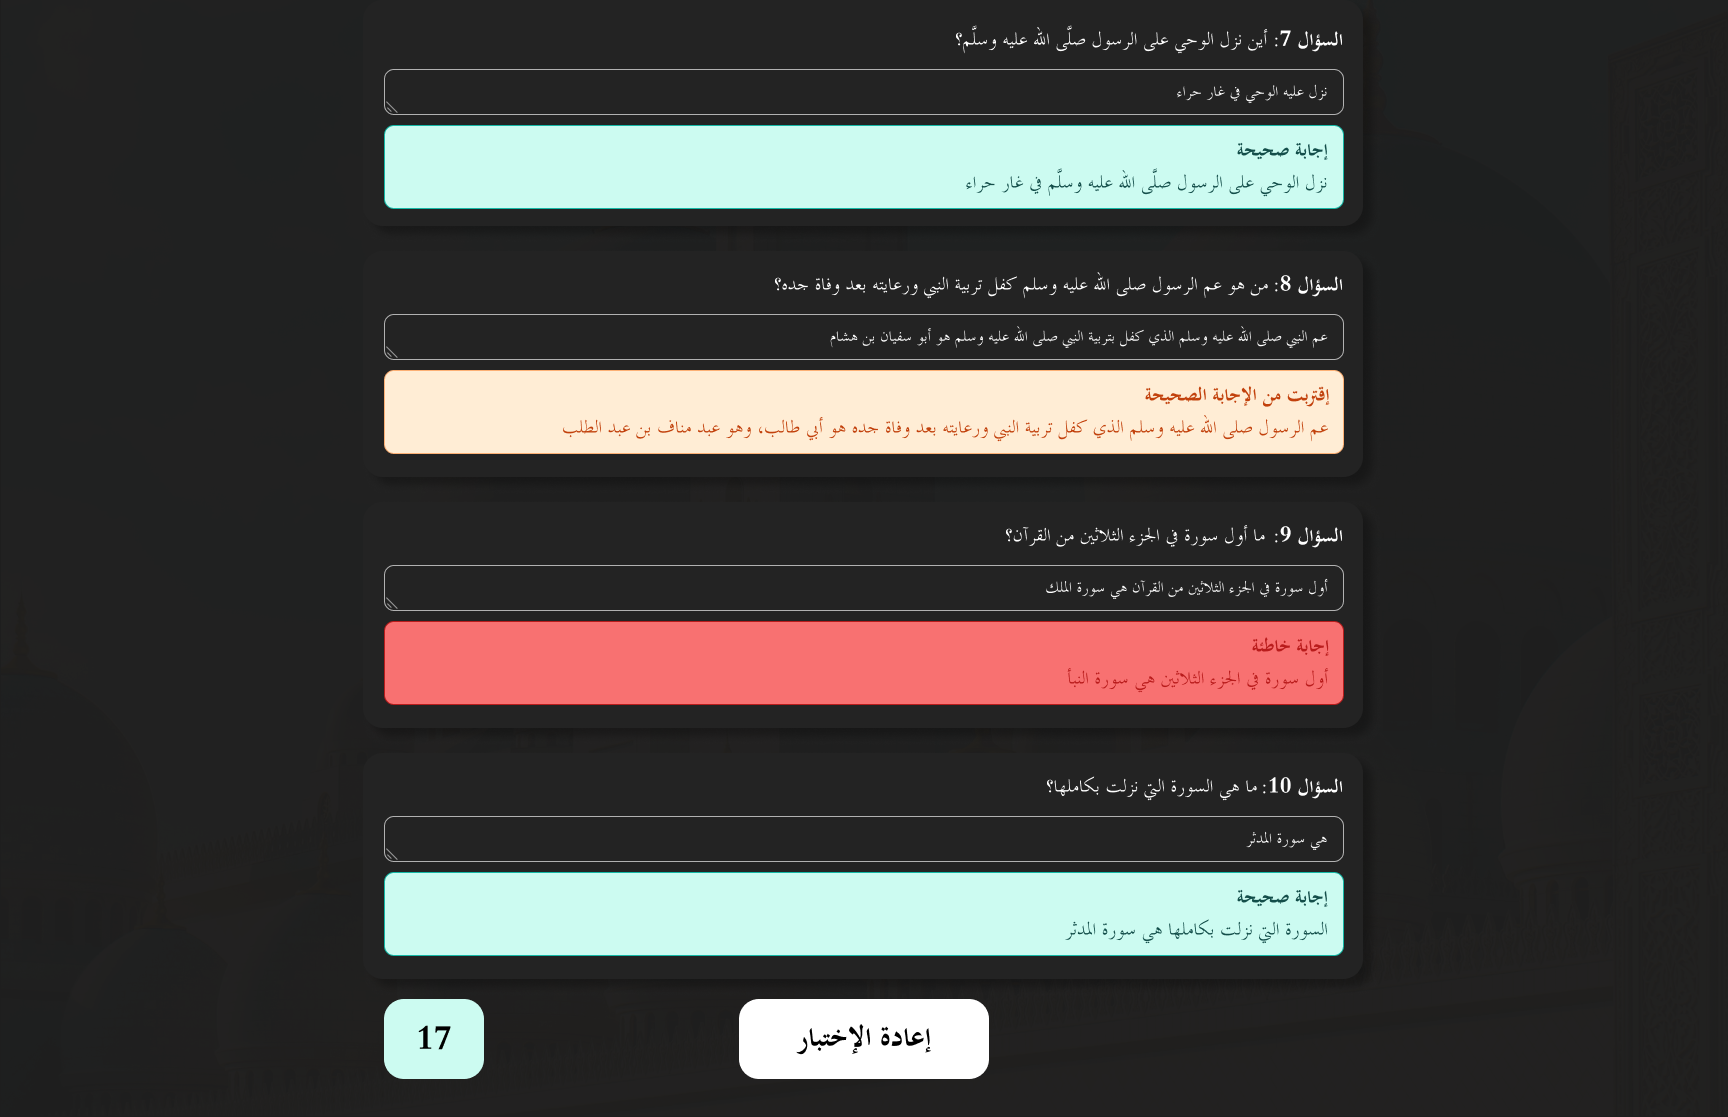 السؤال 7: أين نزل الوحي على الرسول صلَّى الله عليه وسلَّم؟
نزل عليه الوحي في غار حراء
إجابة صحيحة
نزل الوحي على الرسول صلَّى الله عليه وسلَّم في غار حراء
السؤال 8: من هو عم الرسول صلى الله عليه وسلم كفل تربية النبي ورعايته بعد وفاة جده؟
عم النبي صلى الله عليه وسلم الذي كفل بتربية النبي صلى الله عليه وسلم هو أبو سفيان بن هشام
إقتربت من الإجابة الصحيحة
عم الرسول صلى الله عليه وسلم الذي كفل تربية النبي ورعايته بعد وفاة جده هو أبي طالب، وهو عبد مناف بن عبد الطلب
السؤال 9: ما أول سورة في الجزء الثلاثين من القرآن؟
أول سورة في الجزء الثلاثين من القرآن هي سورة الملك
إجابة خاطئة
أول سورة في الجزء الثلاثين هي سورة النبأ
السؤال 10: ما هي السورة التي نزلت بكاملها؟
هي سورة المدثر
إجابة صحيحة
السورة التي نزلت بكاملها هي سورة المدثر
إعادة الإختبار
17